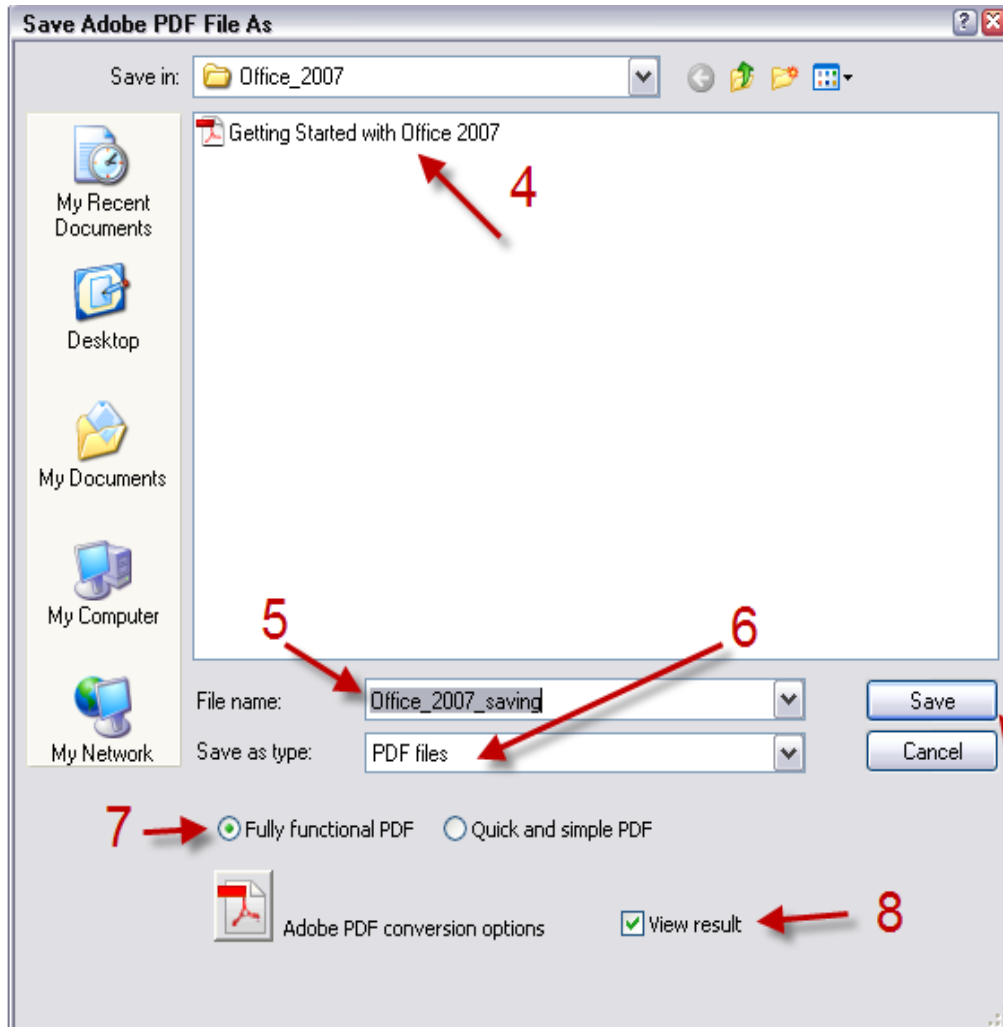 Save Adobe PDF File As
Save in: Office_2007
Getting Started with Office 2007
4
My Recent
Documents
Desktop
My Documents
My Computer
My Network
5
6
File name: Office_2007_saving Save
Save as type: PDF files Cancel
7 Fully functional PDF Quick and simple PDF
Adobe PDF conversion options View result 8